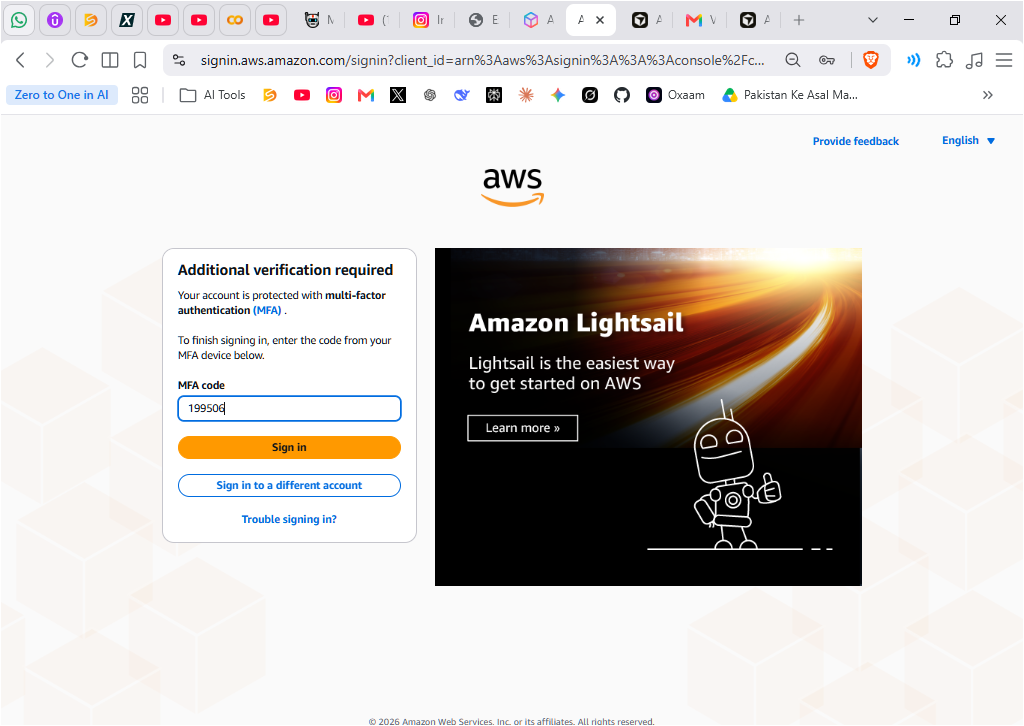 M
(
Ir
E
A
A
A
V
A
signin.aws.amazon.com/signin?client_id=arn%3Aaws%3Asignin%3A%3A%3Aconsole%2Fc...
Zero to One in AI
AI Tools
Oxaam
Pakistan Ke Asal Ma...
Provide feedback
English
aws
Additional verification required
Your account is protected with multi-factor
authentication (MFA) .
To finish signing in, enter the code from your
MFA device below.
MFA code
199506
Sign in
Sign in to a different account
Trouble signing in?
Amazon Lightsail
Lightsail is the easiest way
to get started on AWS
Learn more »
© 2026 Amazon Web Services, Inc. or its affiliates. All rights reserved.